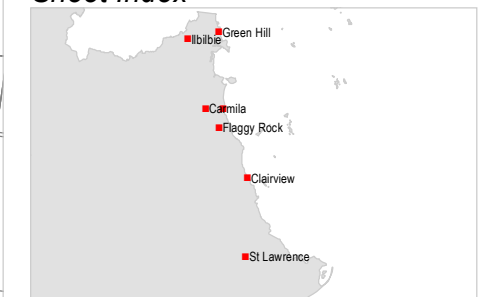 Sheet Index
Green Hill
Ilbilbie
Carmila
Flaggy Rock
Clairview
St Lawrence